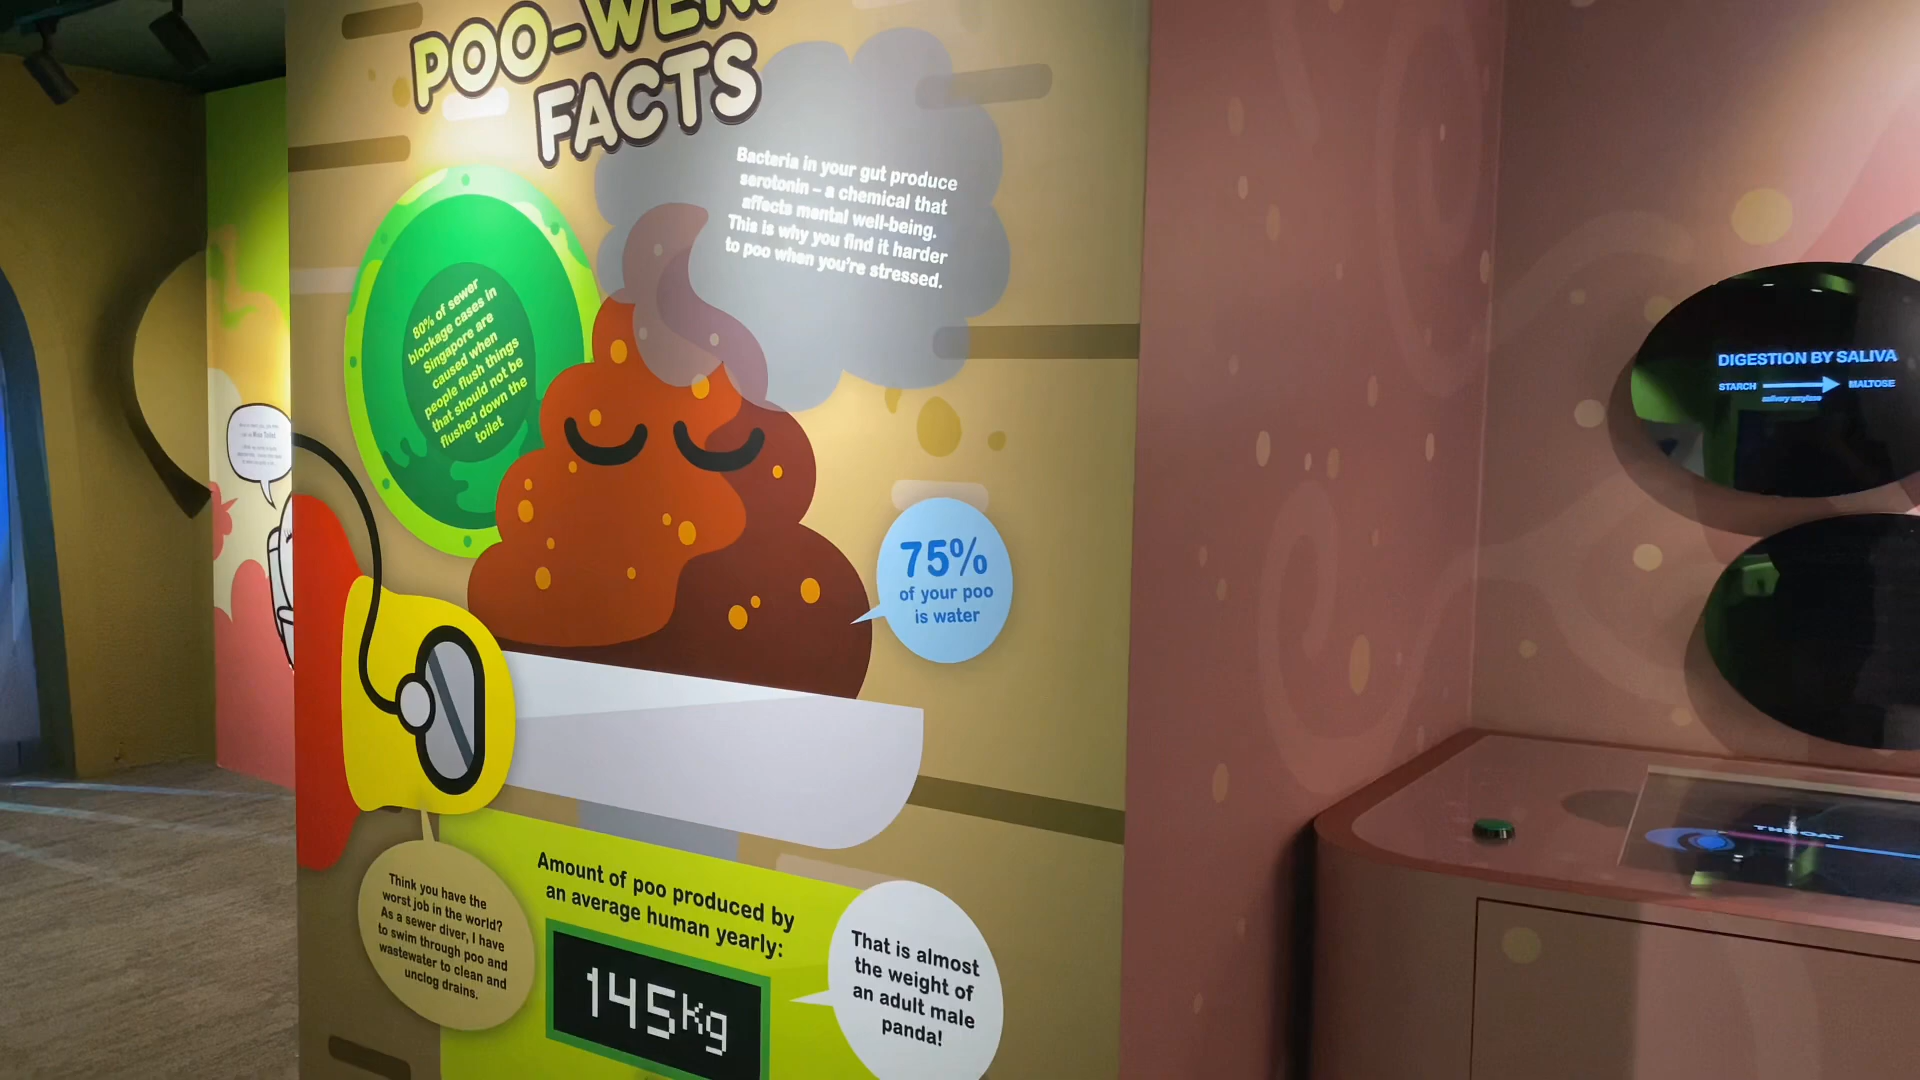 FACTS
Bacteria in your gut produce
serotonin – a chemical that
affects mental well-being.
This is why you find it harder
to poo when you're stressed.
80% of sewer
blockage cases in
Singapore are
caused when
people flush things
that should not be
flushed down the
toilet
75%
of your poo
is water
Think you have the
worst job in the world?
As a sewer diver, I have
to swim through poo and
wastewater to clean and
unclog drains.
Amount of poo produced by
an average human yearly:
145kg
That is almost
the weight of
an adult male
panda!
DIGESTION BY SALIVA
STARCH MALTOSE
salivary amylase
THROAT